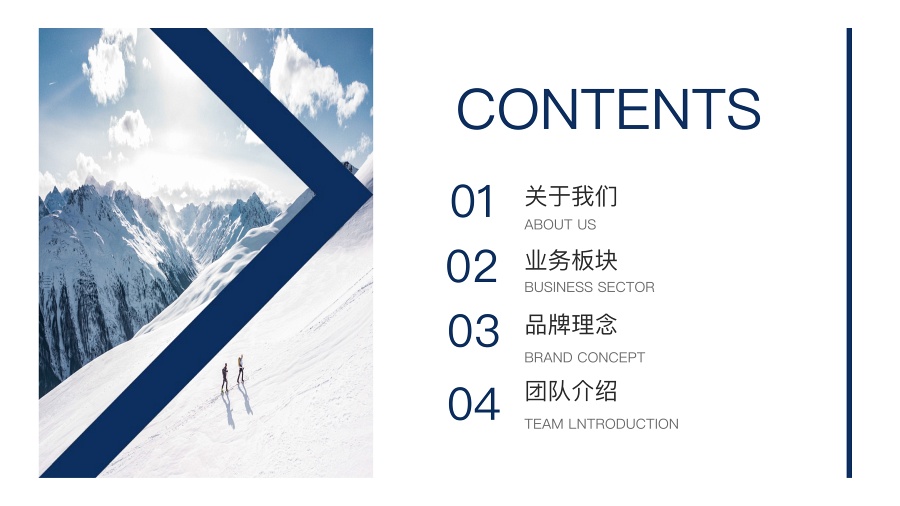 CONTENTS
01 关于我们
ABOUT US
02 业务板块
BUSINESS SECTOR
03 品牌理念
BRAND CONCEPT
04 团队介绍
TEAM LNTRODUCTION